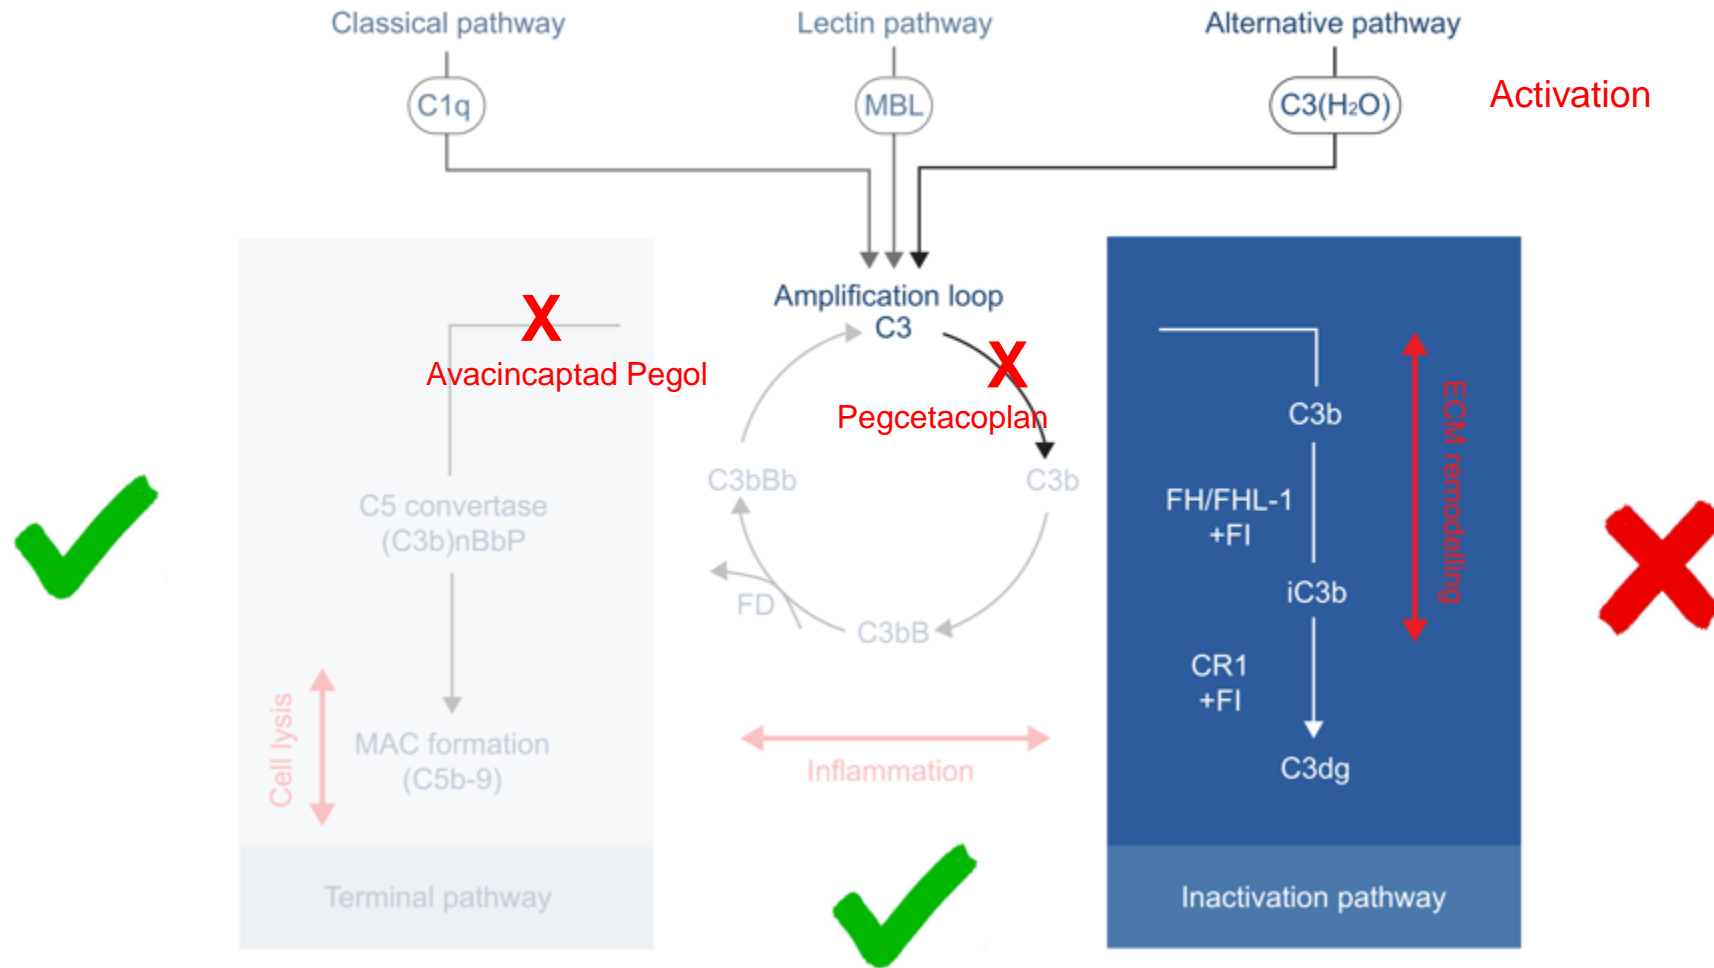 Classical pathway
Lectin pathway
Alternative pathway
C1q
MBL
C3(H₂O)
Activation
Amplification loop
C3
X
Avacincaptad Pegol
X
Pegcetacoplan
C5 convertase
(C3b)nBbP
MAC formation
(C5b-9)
Cell lysis
Terminal pathway
C3bBb
C3b
FD
C3bB
Inflammation
C3b
FH/FHL-1
+FI
iC3b
CR1
+FI
C3dg
ECM remodelling
Inactivation pathway